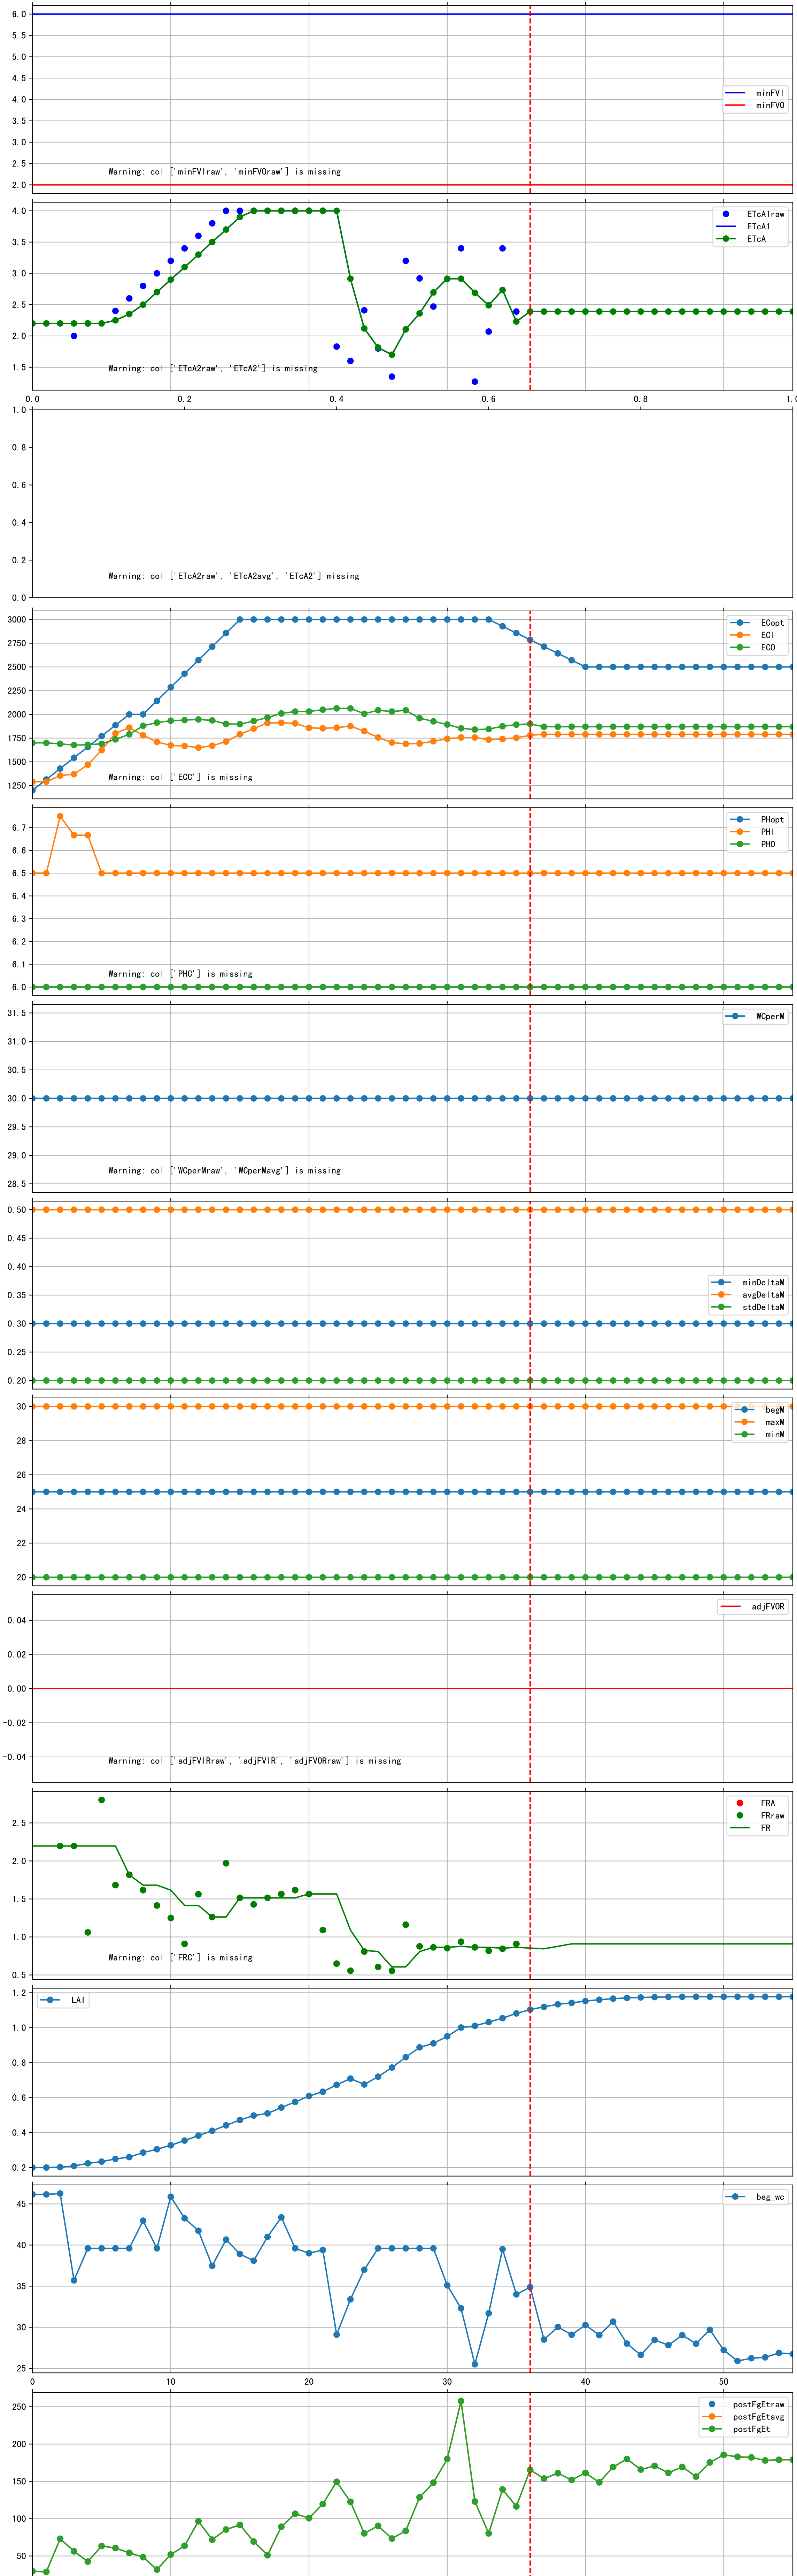 6.0
5.5
5.0
4.5
4.0
3.5
3.0
2.5
2.0
minFVI
minFVO
Warning: col ['minFVIraw', 'minFVOraw'] is missing
4.0
3.5
3.0
2.5
2.0
1.5
ETcA1raw
ETcA1
ETcA
Warning: col ['ETcA2raw', 'ETcA2'] is missing
0.0 0.2 0.4 0.6 0.8 1.0
1.0
0.8
0.6
0.4
0.2
0.0
Warning: col ['ETcA2raw', 'ETcA2avg', 'ETcA2'] missing
3000
2750
2500
2250
2000
1750
1500
1250
ECopt
ECI
ECO
Warning: col ['ECC'] is missing
6.7
6.6
6.5
6.4
6.3
6.2
6.1
6.0
PHopt
PHI
PHO
Warning: col ['PHC'] is missing
31.5
31.0
30.5
30.0
29.5
29.0
28.5
WCperM
Warning: col ['WCperMraw', 'WCperMavg'] is missing
0.50
0.45
0.40
0.35
0.30
0.25
0.20
minDeltaM
avgDeltaM
stdDeltaM
30
28
26
24
22
20
begM
maxM
minM
0.04
0.02
0.00
−0.02
−0.04
adjFVOR
Warning: col ['adjFVIRraw', 'adjFVIR', 'adjFVORraw'] is missing
2.5
2.0
1.5
1.0
0.5
FRA
FRraw
FR
Warning: col ['FRC'] is missing
1.2
1.0
0.8
0.6
0.4
0.2
LAI
45
40
35
30
25
beg_wc
0 10 20 30 40 50
250
200
150
100
50
postFgEtraw
postFgEtavg
postFgEt